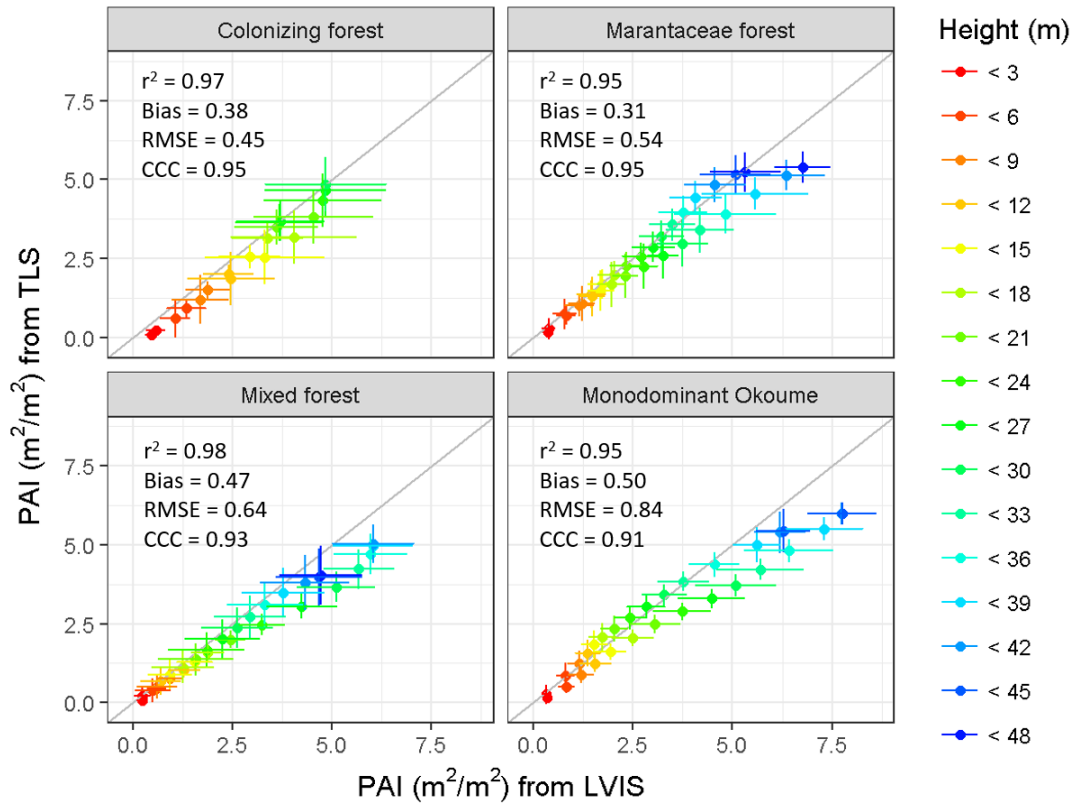 Colonizing forest
r² = 0.97
Bias = 0.38
RMSE = 0.45
CCC = 0.95
Marantaceae forest
r² = 0.95
Bias = 0.31
RMSE = 0.54
CCC = 0.95
7.5
5.0
2.5
0.0
Mixed forest
r² = 0.98
Bias = 0.47
RMSE = 0.64
CCC = 0.93
Monodominant Okoume
r² = 0.95
Bias = 0.50
RMSE = 0.84
CCC = 0.91
7.5
5.0
2.5
0.0
0.0 2.5 5.0 7.5
0.0 2.5 5.0 7.5
PAI (m²/m²) from TLS
PAI (m²/m²) from LVIS
Height (m)
< 3
< 6
< 9
< 12
< 15
< 18
< 21
< 24
< 27
< 30
< 33
< 36
< 39
< 42
< 45
< 48